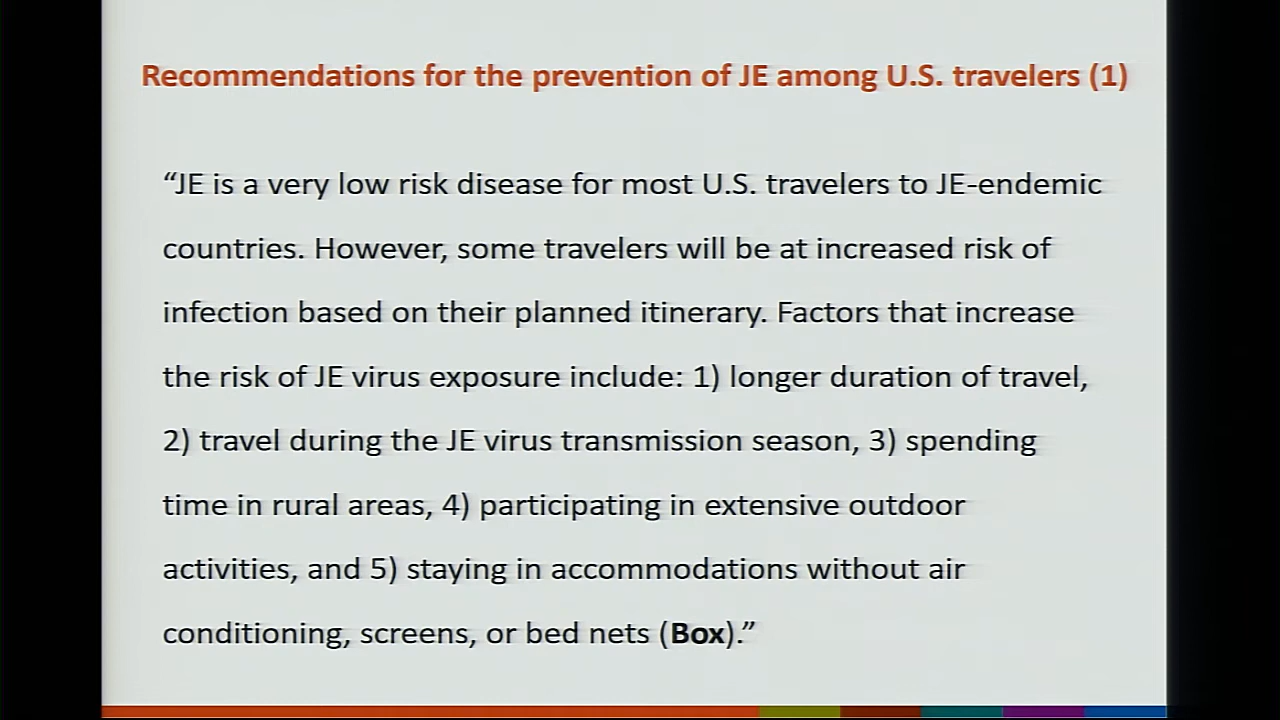 Recommendations for the prevention of JE among U.S. travelers (1)
“JE is a very low risk disease for most U.S. travelers to JE-endemic
countries. However, some travelers will be at increased risk of
infection based on their planned itinerary. Factors that increase
the risk of JE virus exposure include: 1) longer duration of travel,
2) travel during the JE virus transmission season, 3) spending
time in rural areas, 4) participating in extensive outdoor
activities, and 5) staying in accommodations without air
conditioning, screens, or bed nets (Box).”